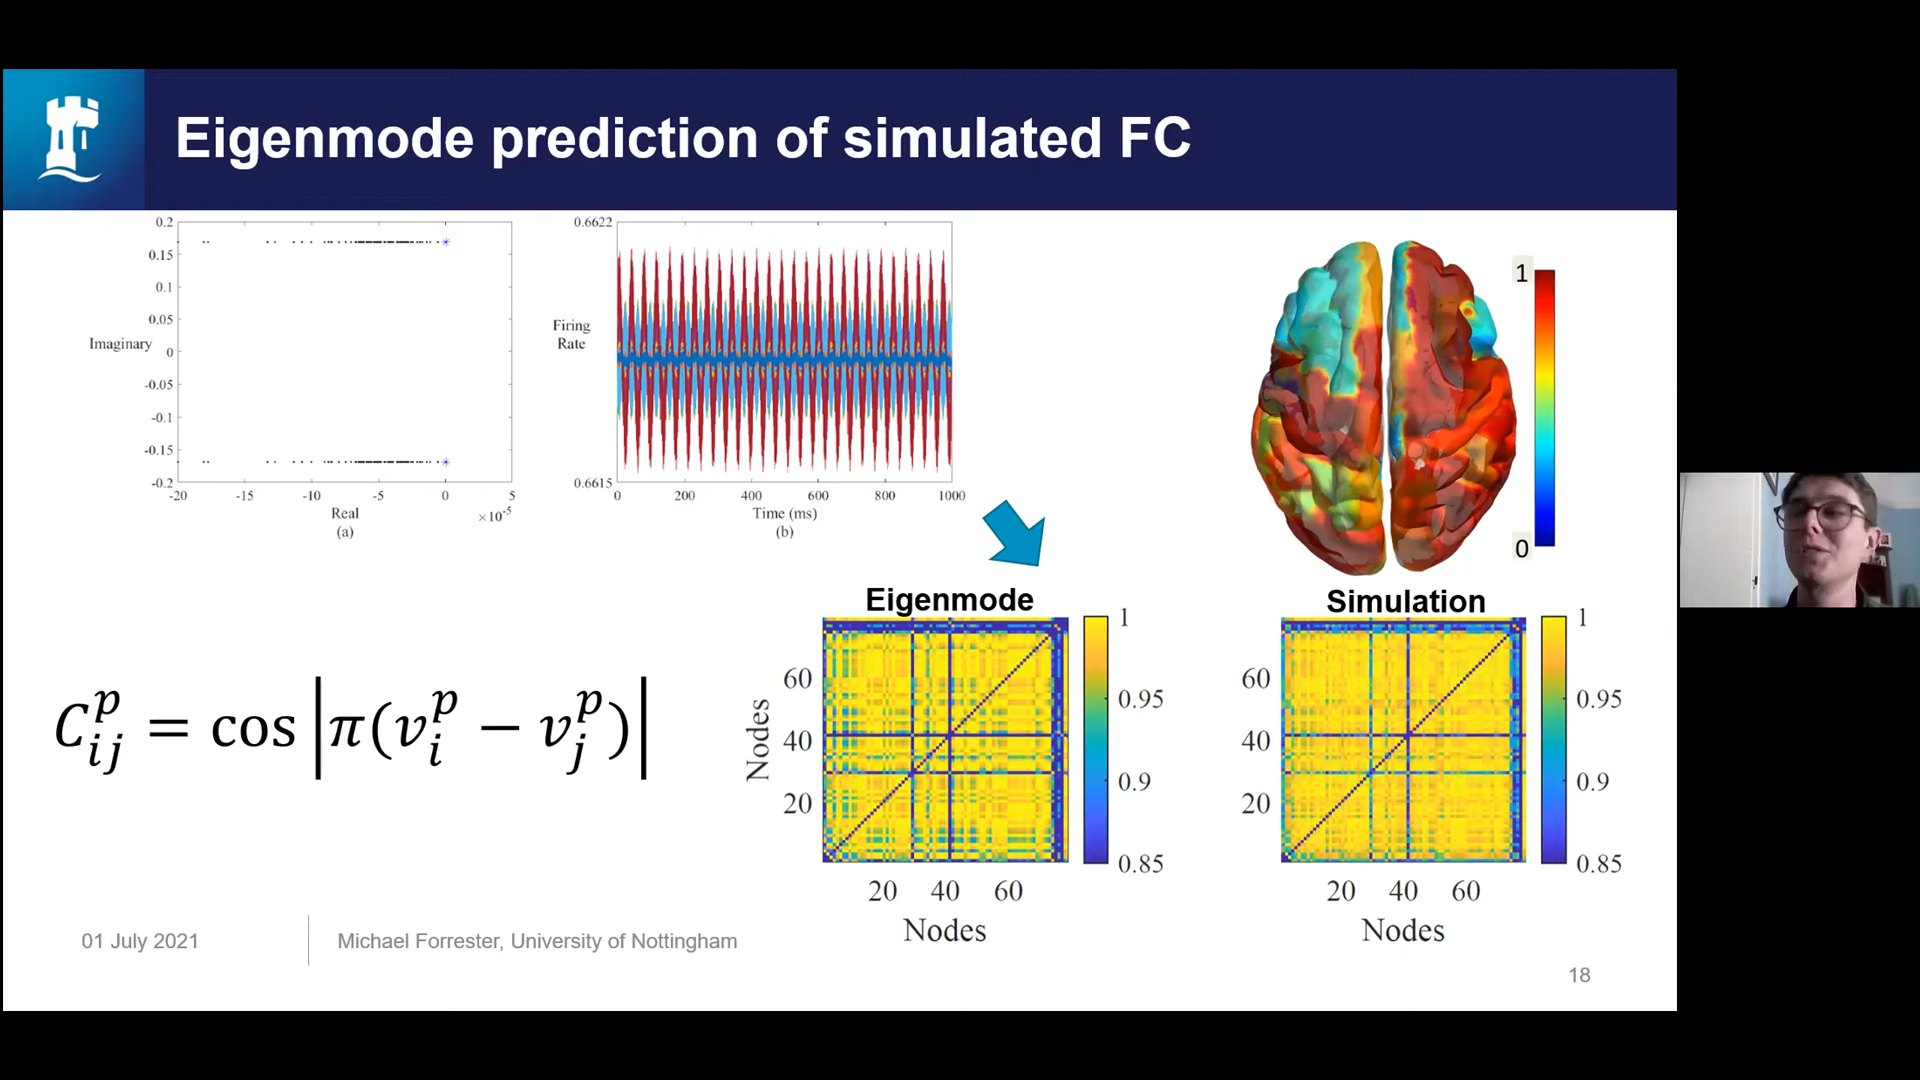 Eigenmode prediction of simulated FC
0.2
0.15
0.1
0.05
0
-0.05
-0.1
-0.15
-0.2
Imaginary
-20 -15 -10 -5 0 5
Real
×10⁻⁵
(a)
0.6622
Firing
Rate
0.6615
0 200 400 600 800 1000
Time (ms)
(b)
1
0
C_{ij}^{p} = cos |π(v_i^p − v_j^p)|
Eigenmode
Nodes
60
40
20
20 40 60
Nodes
1
0.95
0.9
0.85
Simulation
60
40
20
20 40 60
Nodes
1
0.95
0.9
0.85
01 July 2021
Michael Forrester, University of Nottingham
18